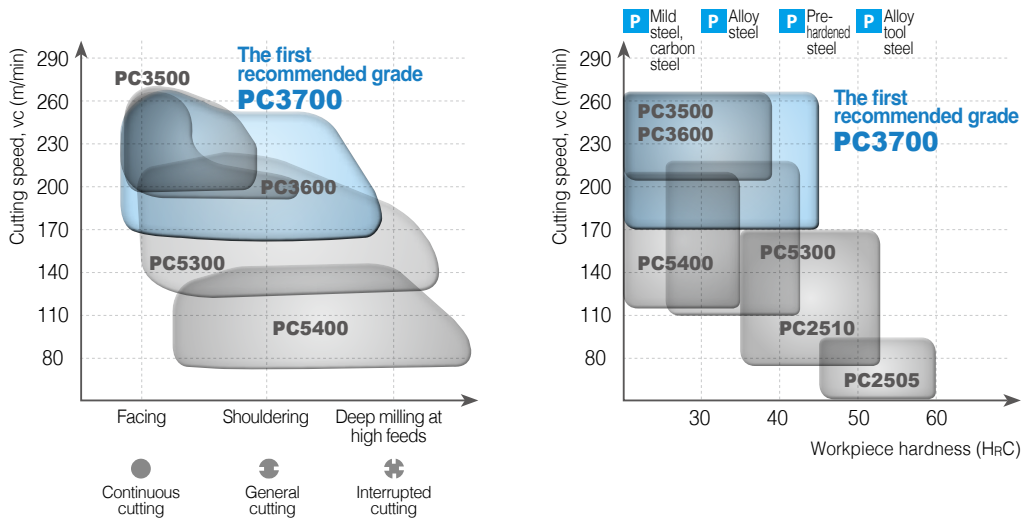 Cutting speed, vc (m/min)
290
260
230
200
170
140
110
80
PC3500
The first
recommended grade
PC3700
PC3600
PC5300
PC5400
Facing
Shouldering
Deep milling at
high feeds
Continuous
cutting
General
cutting
Interrupted
cutting
P Mild
steel,
carbon
steel
P Alloy
steel
P Pre-
hardened
steel
P Alloy
tool
steel
Cutting speed, vc (m/min)
290
260
230
200
170
140
110
80
PC3500
PC3600
The first
recommended grade
PC3700
PC5400
PC5300
PC2510
PC2505
30
40
50
60
Workpiece hardness (HRC)